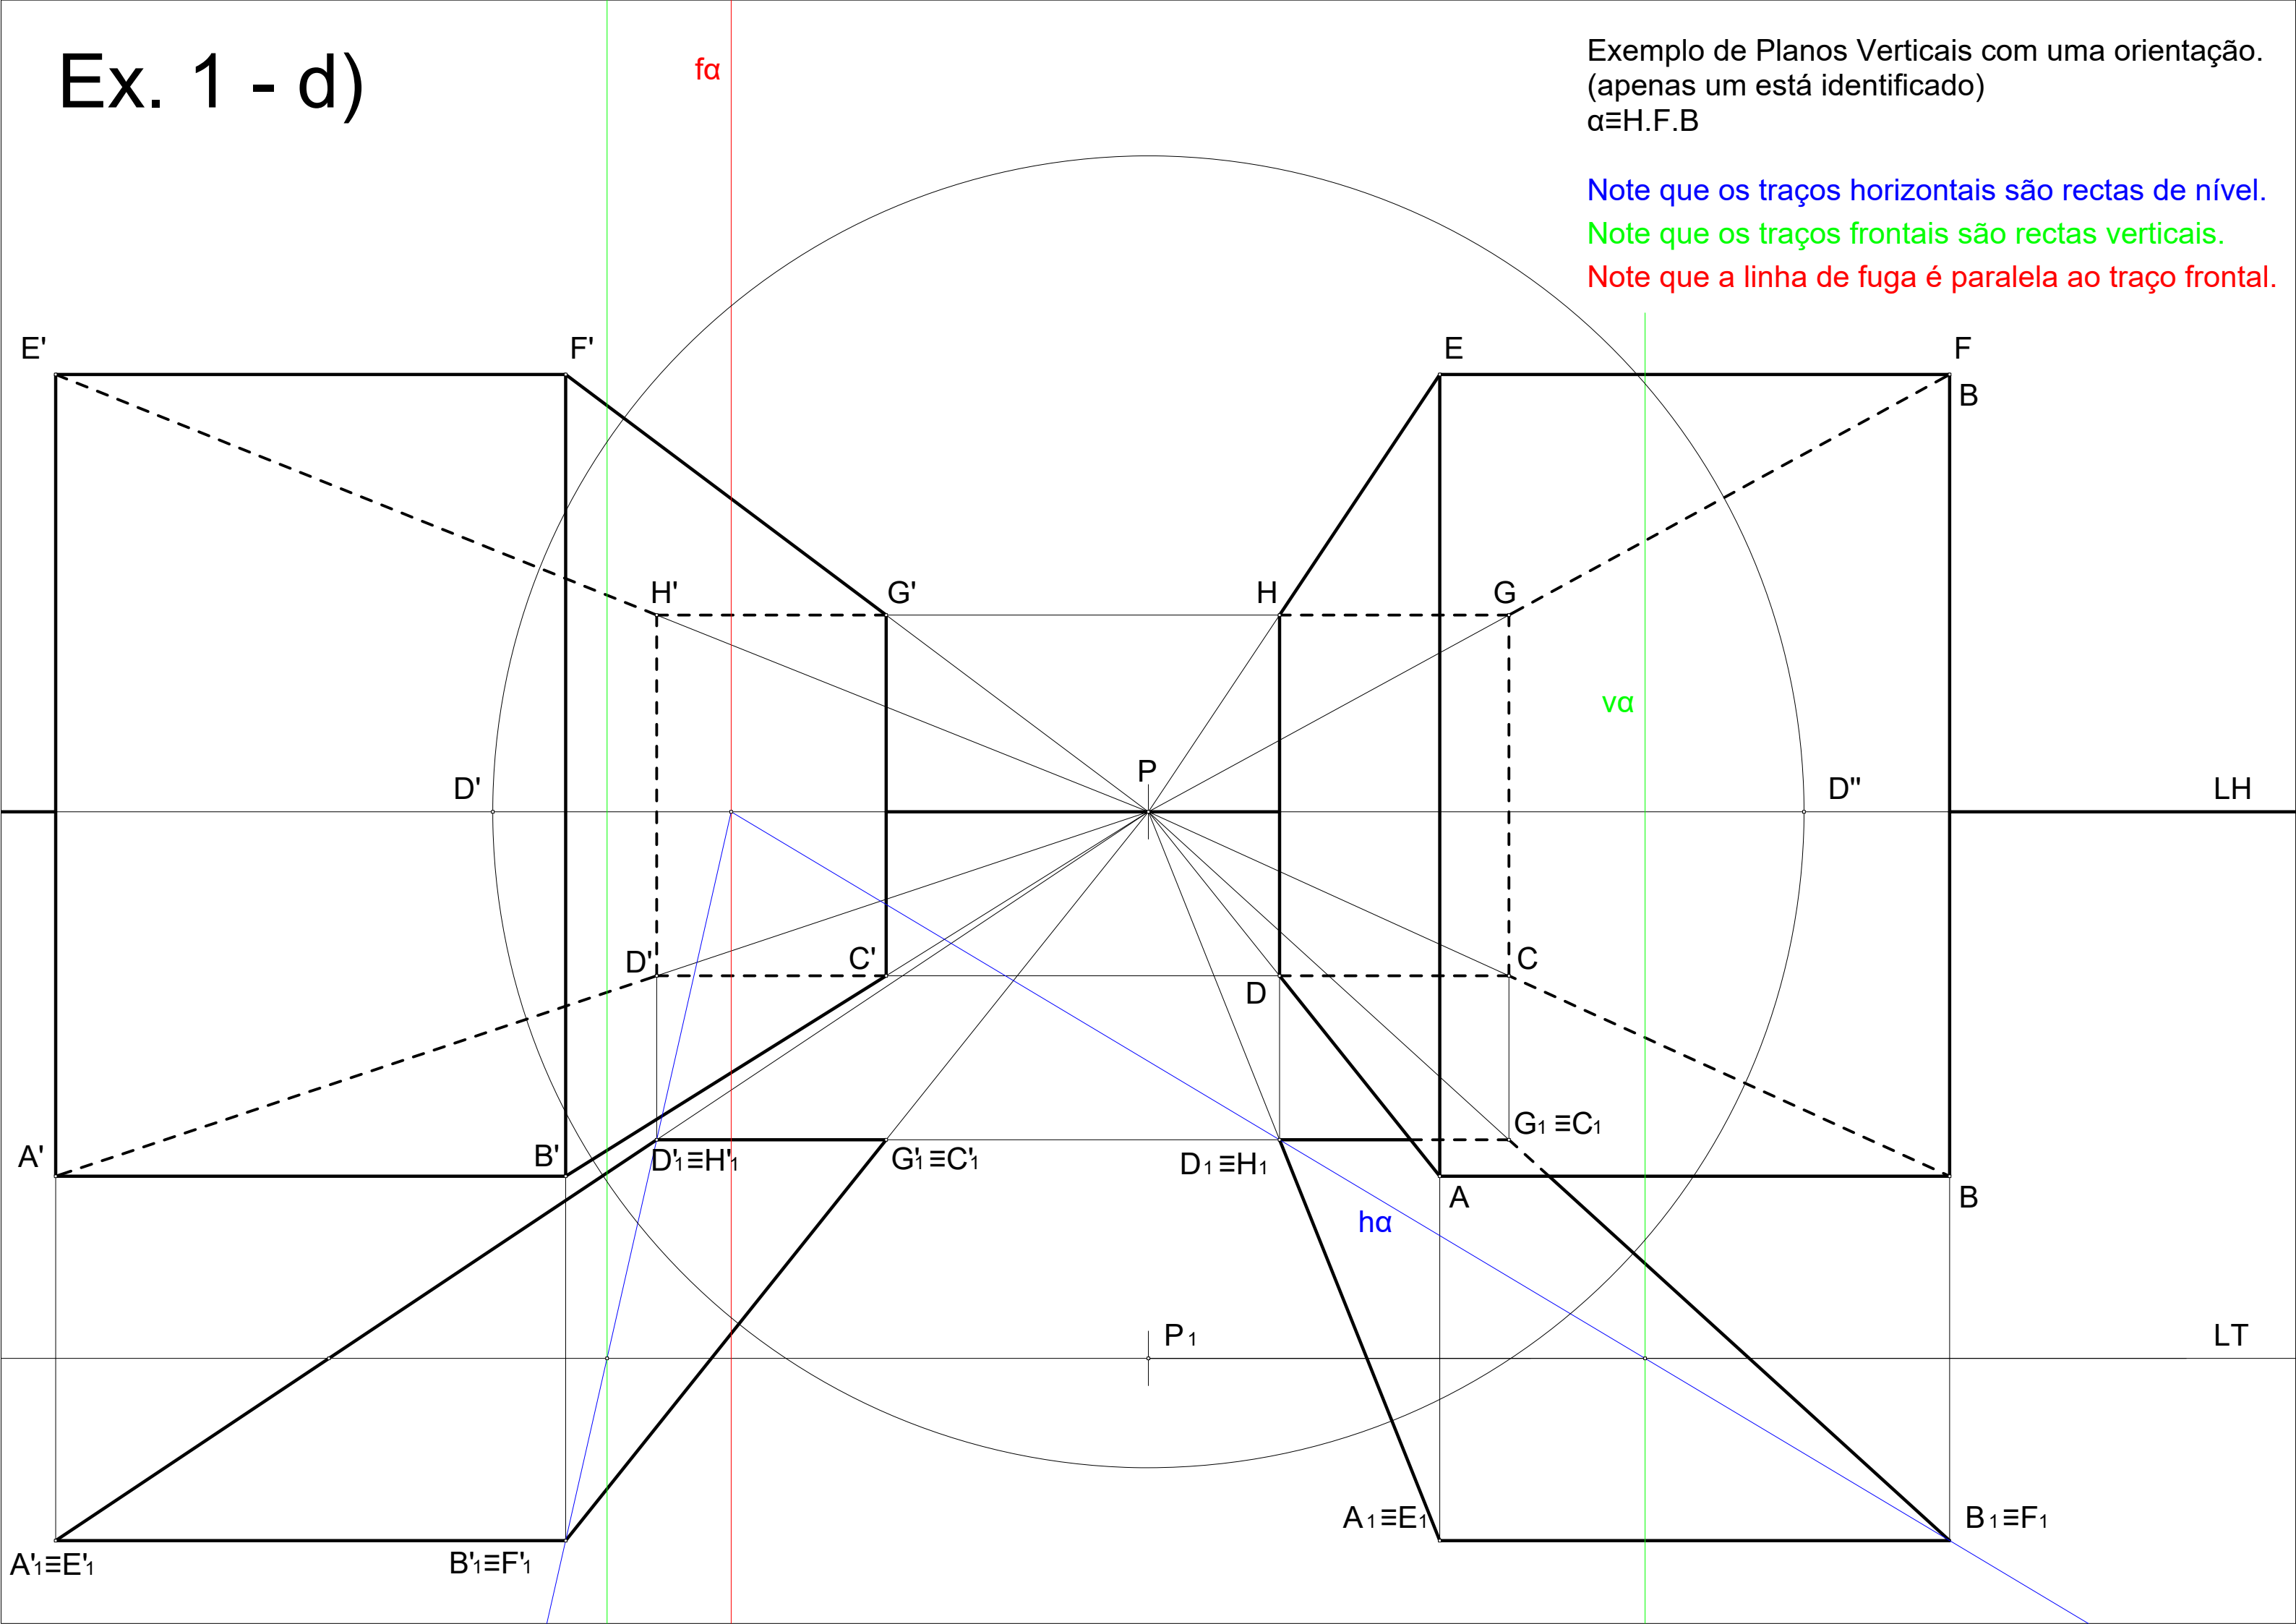 Ex. 1 - d)
fα
Exemplo de Planos Verticais com uma orientação.
(apenas um está identificado)
α≡H.F.B
Note que os traços horizontais são rectas de nível.
Note que os traços frontais são rectas verticais.
Note que a linha de fuga é paralela ao traço frontal.
E'
F'
E
F
B
H'
G'
H
G
vα
P
D'
D"
LH
D'
C'
D
C
G₁≡C₁
A'
B'
D'₁≡H'₁
G'₁≡C'₁
D₁≡H₁
A
B
hα
P₁
LT
A₁≡E₁
B₁≡F₁
A'₁≡E'₁
B'₁≡F'₁